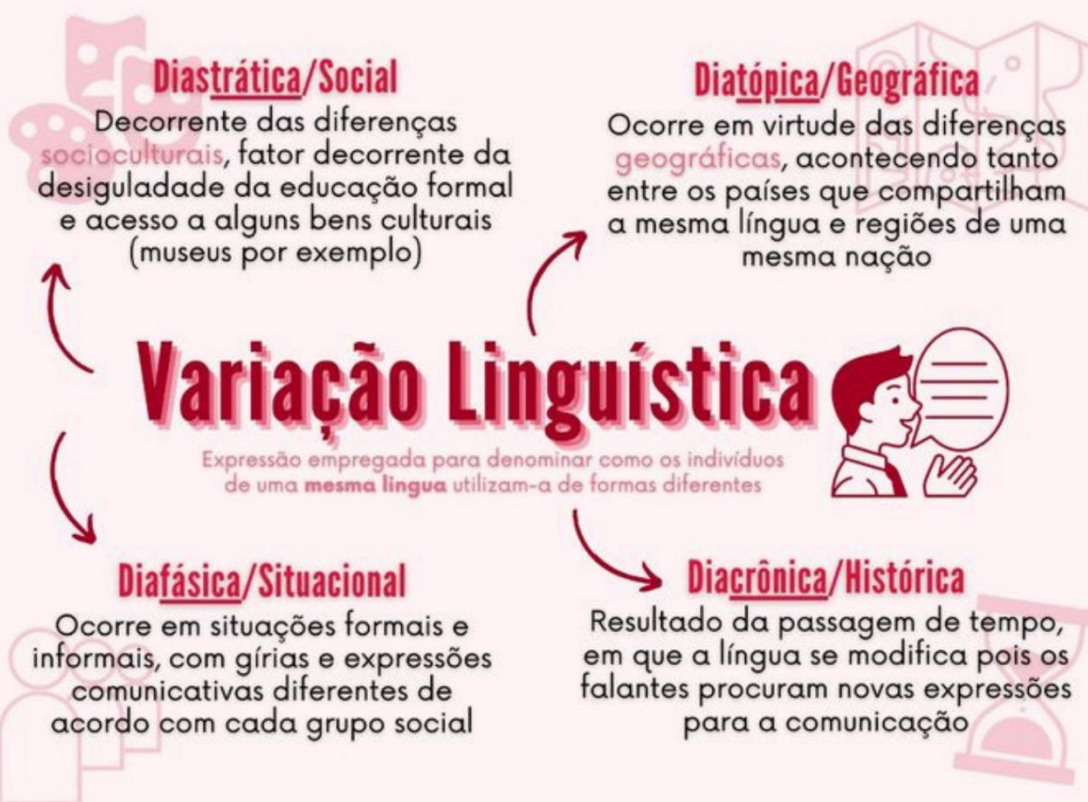 Diastrática/Social
Decorrente das diferenças
socioculturais, fator decorrente da
desiguladade da educação formal
e acesso a alguns bens culturais
(museus por exemplo)
Diatópica/Geográfica
Ocorre em virtude das diferenças
geográficas, acontecendo tanto
entre os países que compartilham
a mesma língua e regiões de uma
mesma nação
Variação Linguística
Expressão empregada para denominar como os indivíduos
de uma mesma lingua utilizam-a de formas diferentes
Diafásica/Situacional
Ocorre em situações formais e
informais, com gírias e expressões
comunicativas diferentes de
acordo com cada grupo social
Diacrônica/Histórica
Resultado da passagem de tempo,
em que a língua se modifica pois os
falantes procuram novas expressões
para a comunicação